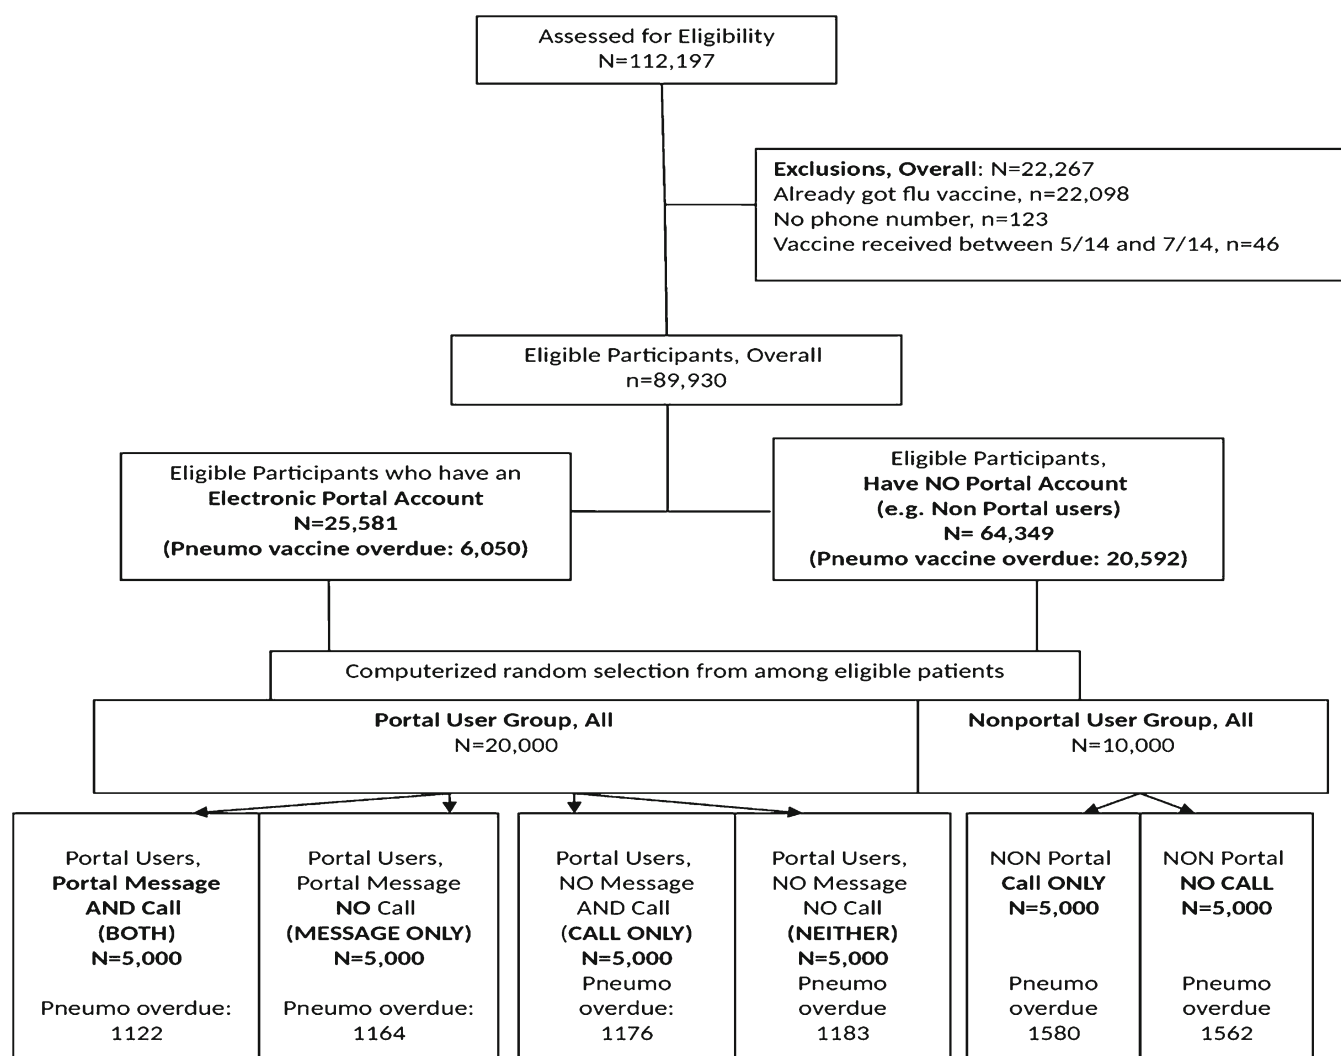 Assessed for Eligibility
N=112,197
Exclusions, Overall: N=22,267
Already got flu vaccine, n=22,098
No phone number, n=123
Vaccine received between 5/14 and 7/14, n=46
Eligible Participants, Overall
n=89,930
Eligible Participants who have an
Electronic Portal Account
N=25,581
(Pneumo vaccine overdue: 6,050)
Eligible Participants,
Have NO Portal Account
(e.g. Non Portal users)
N= 64,349
(Pneumo vaccine overdue: 20,592)
Computerized random selection from among eligible patients
Portal User Group, All
N=20,000
Nonportal User Group, All
N=10,000
Portal Users,
Portal Message
AND Call
(BOTH)
N=5,000
Pneumo overdue:
1122
Portal Users,
Portal Message
NO Call
(MESSAGE ONLY)
N=5,000
Pneumo overdue:
1164
Portal Users,
NO Message
AND Call
(CALL ONLY)
N=5,000
Pneumo
overdue:
1176
Portal Users,
NO Message
NO Call
(NEITHER)
N=5,000
Pneumo
overdue
1183
NON Portal
Call ONLY
N=5,000
Pneumo
overdue
1580
NON Portal
NO CALL
N=5,000
Pneumo
overdue
1562